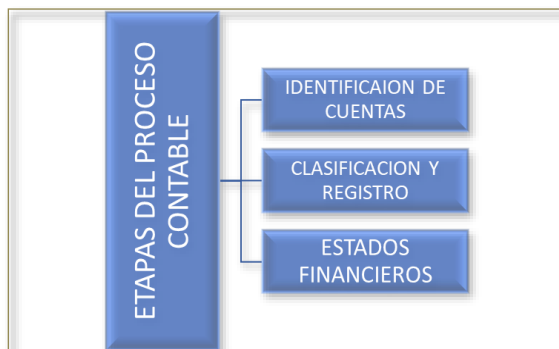 ETAPAS DEL PROCESO
CONTABLE
IDENTIFICAION DE
CUENTAS
CLASIFICACION Y
REGISTRO
ESTADOS
FINANCIEROS